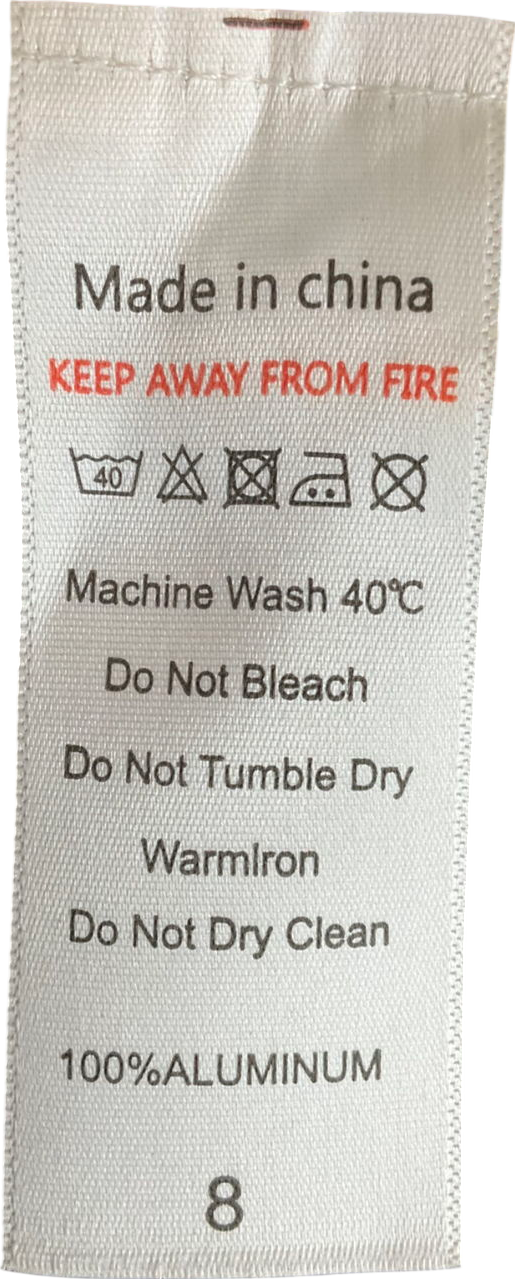 Made in china
KEEP AWAY FROM FIRE
40
Machine Wash 40℃
Do Not Bleach
Do Not Tumble Dry
WarmIron
Do Not Dry Clean
100%ALUMINUM
8